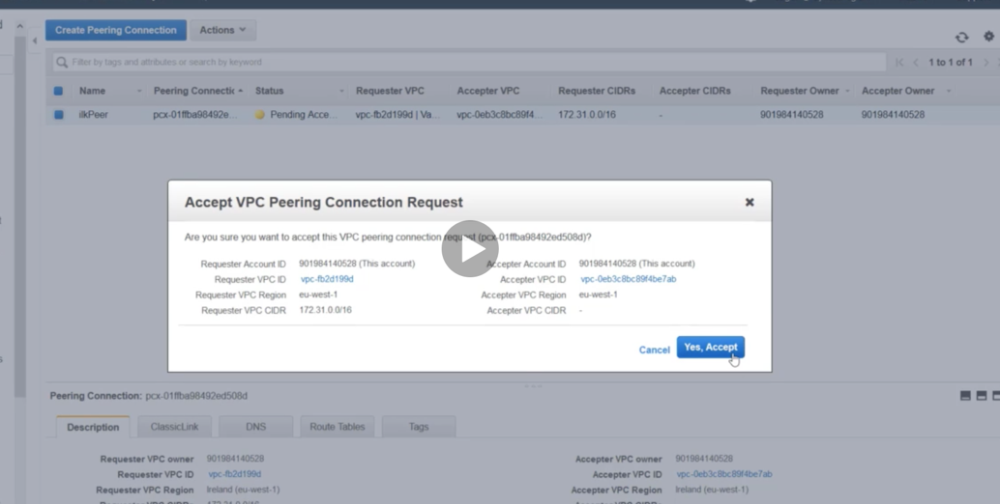 Create Peering Connection Actions
Filter by tags and attributes or search by keyword
1 to 1 of 1
Name Peering Connectic Status Requester VPC Accepter VPC Requester CIDRs Accepter CIDRs Requester Owner Accepter Owner
ilkPeer pcx-01ffba98492e... Pending Acce... vpc-fb2d199d | Va... vpc-0eb3c8bc89f4... 172.31.0.0/16 - 901984140528 901984140528
Accept VPC Peering Connection Request
Are you sure you want to accept this VPC peering connection request (pcx-01ffba98492ed508d)?
Requester Account ID 901984140528 (This account) Accepter Account ID 901984140528 (This account)
Requester VPC ID vpc-fb2d199d Accepter VPC ID vpc-0eb3c8bc89f4be7ab
Requester VPC Region eu-west-1 Accepter VPC Region eu-west-1
Requester VPC CIDR 172.31.0.0/16 Accepter VPC CIDR -
Cancel Yes, Accept
Peering Connection: pcx-01ffba98492ed508d
Description ClassicLink DNS Route Tables Tags
Requester VPC owner 901984140528 Accepter VPC owner 901984140528
Requester VPC ID vpc-fb2d199d Accepter VPC ID vpc-0eb3c8bc89f4be7ab
Requester VPC Region Ireland (eu-west-1) Accepter VPC Region Ireland (eu-west-1)